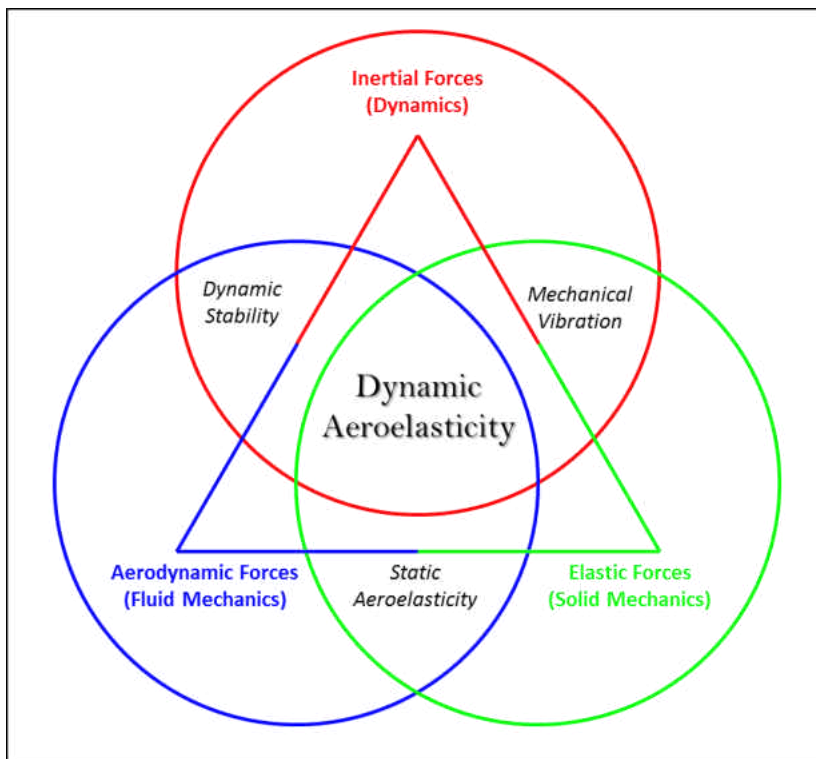 Inertial Forces
(Dynamics)
Dynamic
Stability
Mechanical
Vibration
Dynamic
Aeroelasticity
Aerodynamic Forces
(Fluid Mechanics)
Static
Aeroelasticity
Elastic Forces
(Solid Mechanics)